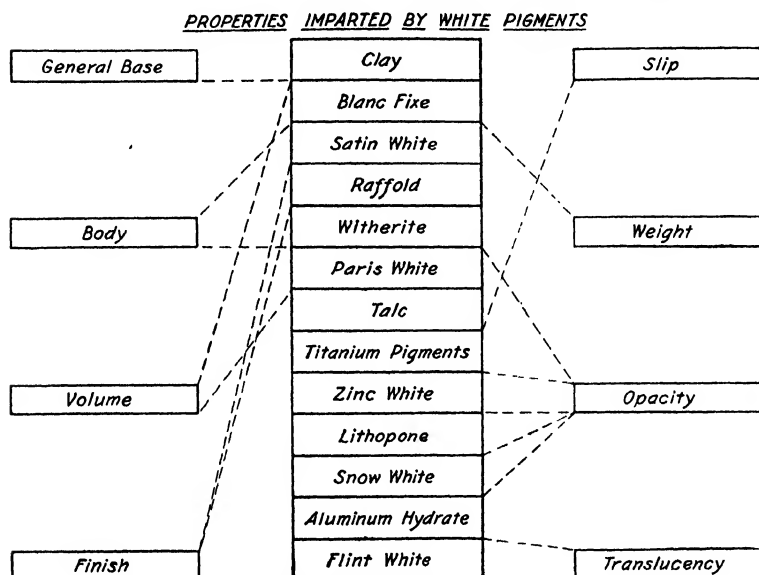 PROPERTIES IMPARTED BY WHITE PIGMENTS
General Base
Body
Volume
Finish
Clay
Blanc Fixe
Satin White
Raffold
Witherite
Paris White
Talc
Titanium Pigments
Zinc White
Lithopone
Snow White
Aluminum Hydrate
Flint White
Slip
Weight
Opacity
Translucency